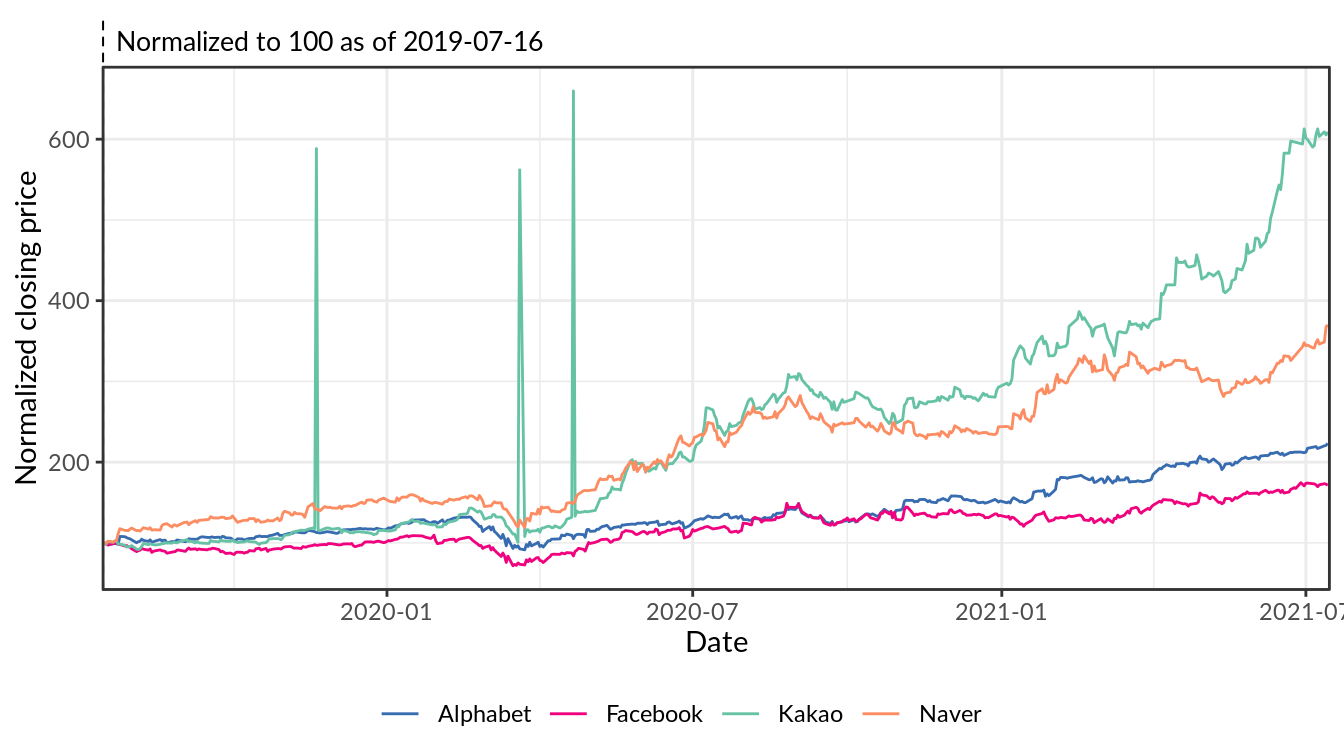 Normalized to 100 as of 2019-07-16
Normalized closing price
600
400
200
2020-01
2020-07
2021-01
2021-07
Date
Alphabet
Facebook
Kakao
Naver